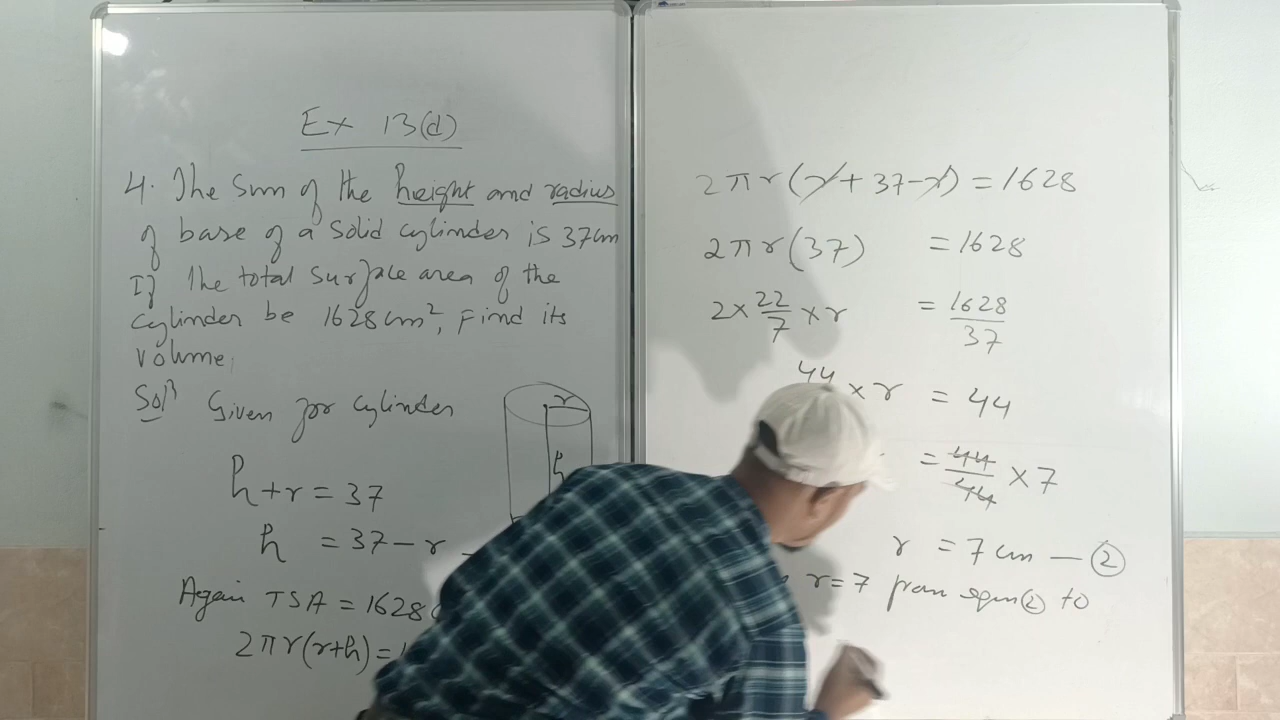 Ex 13(d)
4. The Sum of the height and radius
of base of a solid cylinder is 37cm
If the total surface area of the
cylinder be 1628 cm², Find its
volume.
Solⁿ Given for cylinder
r
h
h+r = 37
h = 37-r
Again TSA = 1628
2πr(r+h)=1
2πr(r+37-r) = 1628
2πr(37) = 1628
2×22/7×r = 1628/37
44 ×r = 44
= 44/44 ×7
r = 7 cm — ②
r=7 from eqn② to